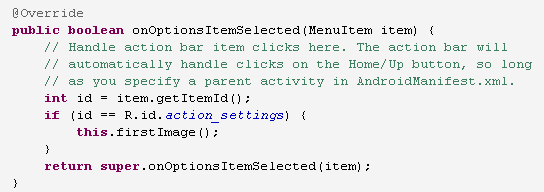 @Override
public boolean onOptionsItemSelected(MenuItem item) {
    // Handle action bar item clicks here. The action bar will
    // automatically handle clicks on the Home/Up button, so long
    // as you specify a parent activity in AndroidManifest.xml.
    int id = item.getItemId();
    if (id == R.id.action_settings) {
        this.firstImage();
    }
    return super.onOptionsItemSelected(item);
}